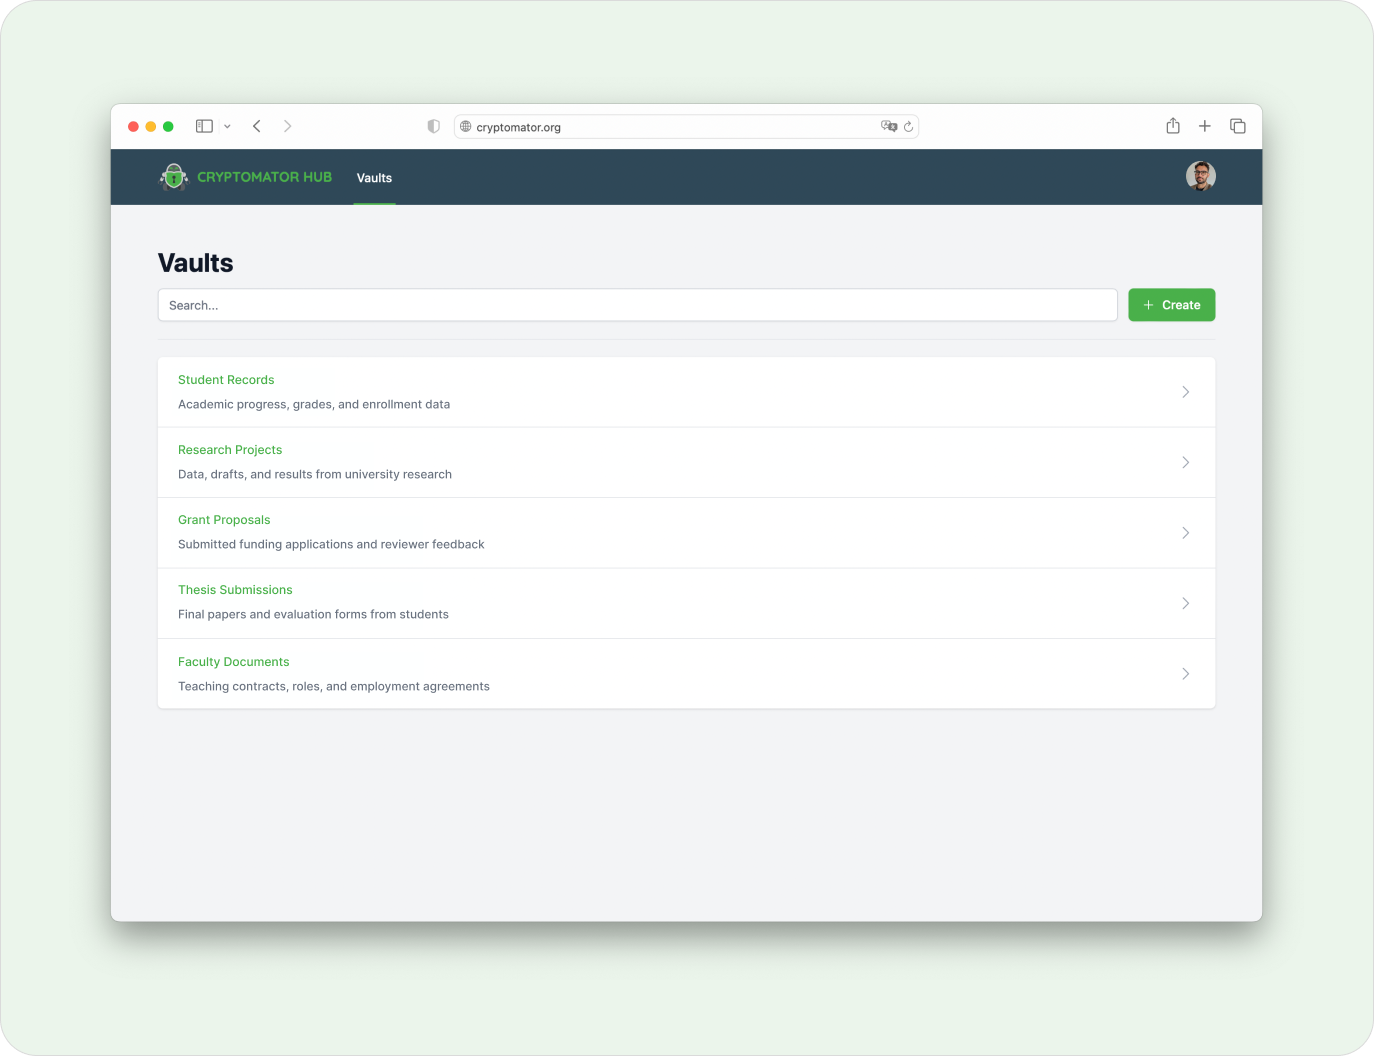 cryptomator.org
CRYPTOMATOR HUB
Vaults
Vaults
Search...
+ Create
Student Records
Academic progress, grades, and enrollment data
Research Projects
Data, drafts, and results from university research
Grant Proposals
Submitted funding applications and reviewer feedback
Thesis Submissions
Final papers and evaluation forms from students
Faculty Documents
Teaching contracts, roles, and employment agreements